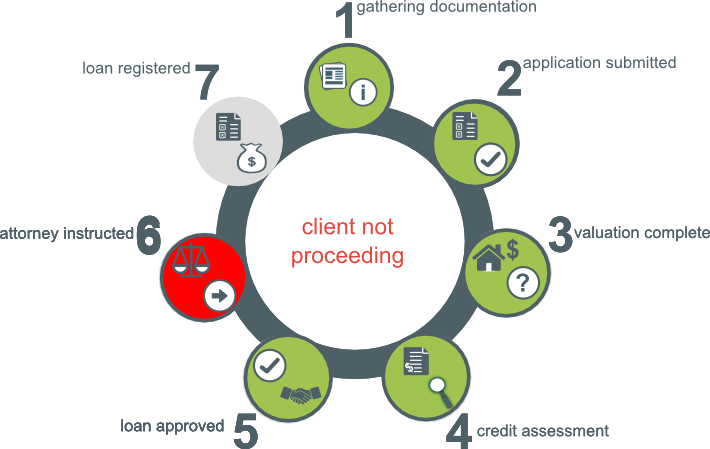 1 gathering documentation
2 application submitted
3 valuation complete
4 credit assessment
5 loan approved
6 attorney instructed
7 loan registered
client not
proceeding
i
$
?
$
$